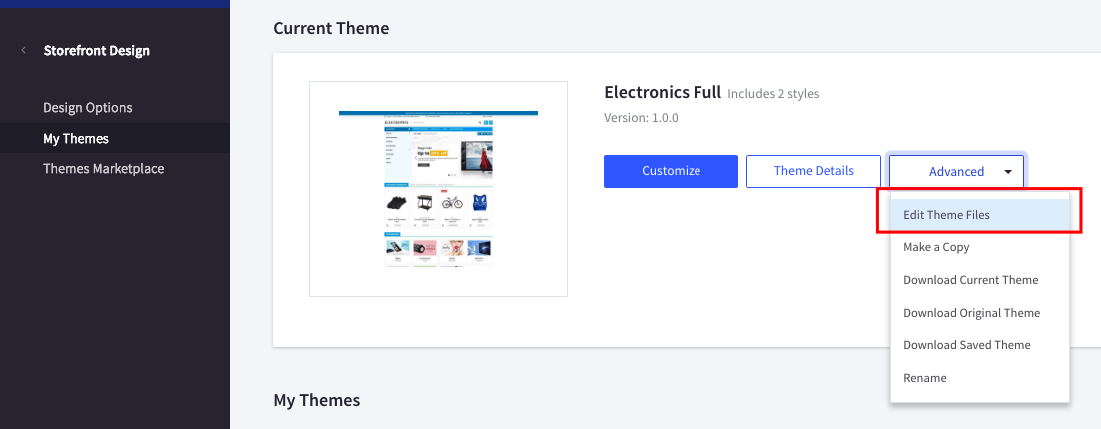 Storefront Design
Design Options
My Themes
Themes Marketplace
Current Theme
Electronics Full Includes 2 styles
Version: 1.0.0
Customize
Theme Details
Advanced
Edit Theme Files
Make a Copy
Download Current Theme
Download Original Theme
Download Saved Theme
Rename
My Themes